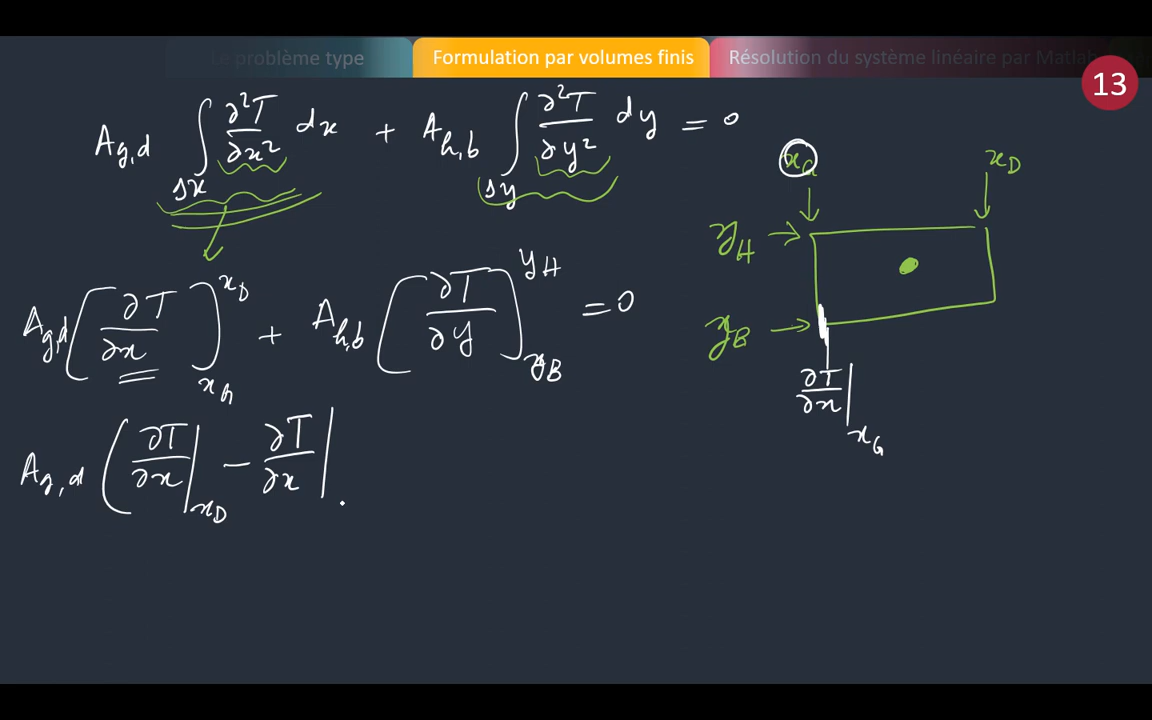 Le problème type
Formulation par volumes finis
Résolution du système linéaire par Matlab
13
A_{g,d} ∫_{Δx} ∂²T/∂x² dx + A_{h,b} ∫_{Δy} ∂²T/∂y² dy = 0
x_G
x_D
y_H
y_B
A_{g,d} [∂T/∂x]_{x_G}^{x_D} + A_{h,b} [∂T/∂y]_{y_B}^{y_H} = 0
∂T/∂x|_{x_G}
A_{g,d} (∂T/∂x|_{x_D} - ∂T/∂x|